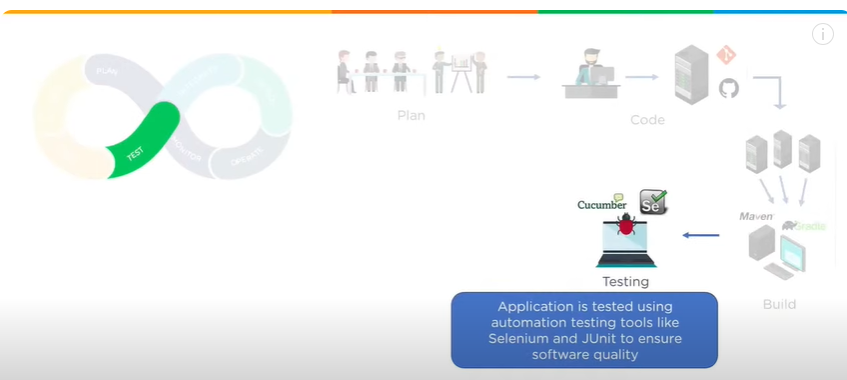 PLAN
TEST
MONITOR
OPERATE
Plan
Code
Cucumber
Se
Maven
Gradle
Testing
Build
Application is tested using
automation testing tools like
Selenium and JUnit to ensure
software quality